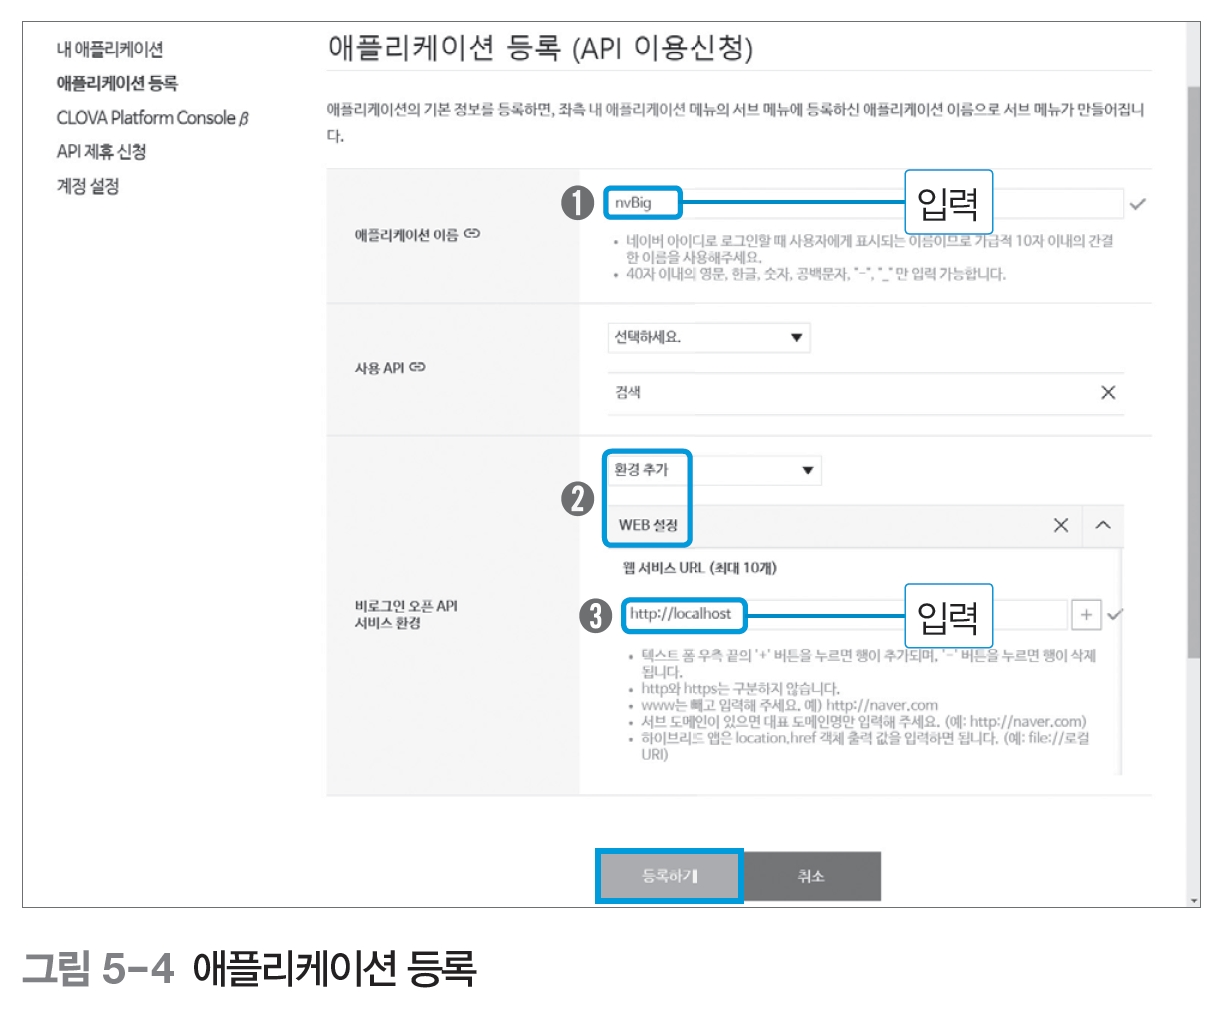 내 애플리케이션
애플리케이션 등록
CLOVA Platform Console β
API 제휴 신청
계정 설정
애플리케이션 등록 (API 이용신청)
애플리케이션의 기본 정보를 등록하면, 좌측 내 애플리케이션 메뉴의 서브 메뉴에 등록하신 애플리케이션 이름으로 서브 메뉴가 만들어집니
다.
애플리케이션 이름
1 nvBig 입력
• 네이버 아이디로 로그인할 때 사용자에게 표시되는 이름이므로 가급적 10자 이내의 간결
한 이름을 사용해주세요.
• 40자 이내의 영문, 한글, 숫자, 공백문자, "-", "_" 만 입력 가능합니다.
사용 API
선택하세요.
검색
비로그인 오픈 API
서비스 환경
2 환경 추가
WEB 설정
웹 서비스 URL (최대 10개)
3 http://localhost 입력
• 텍스트 폼 우측 끝의 '+' 버튼을 누르면 행이 추가되며, '-' 버튼을 누르면 행이 삭제
됩니다.
• http와 https는 구분하지 않습니다.
• www는 빼고 입력해 주세요. 예) http://naver.com
• 서브 도메인이 있으면 대표 도메인명만 입력해 주세요. (예: http://naver.com)
• 하이브리드 앱은 location.href 객체 출력 값을 입력하면 됩니다. (예: file://로컬
URI)
등록하기
취소
그림 5-4 애플리케이션 등록